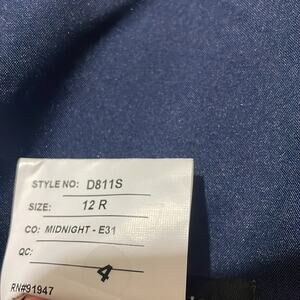 STYLE NO: D811S
SIZE: 12 R
CO: MIDNIGHT - E31
QC: 4
RN#91947